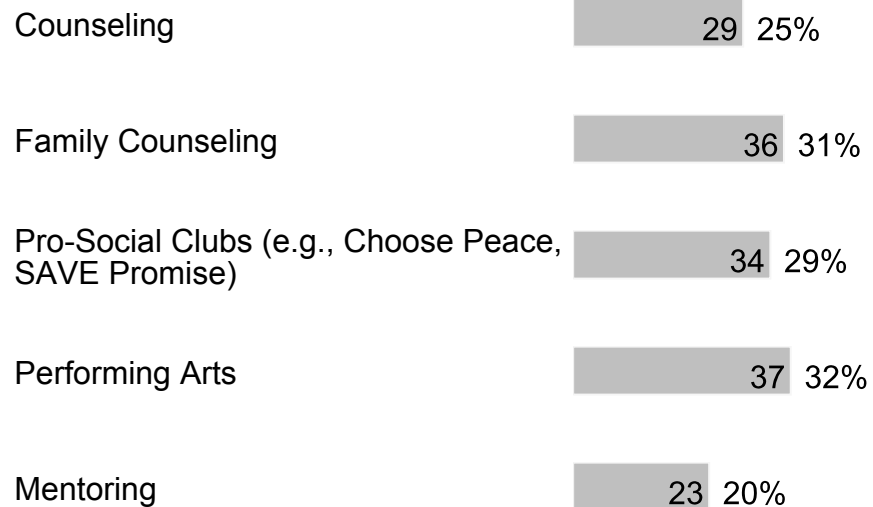 Counseling 29 25%
Family Counseling 36 31%
Pro-Social Clubs (e.g., Choose Peace,
SAVE Promise) 34 29%
Performing Arts 37 32%
Mentoring 23 20%